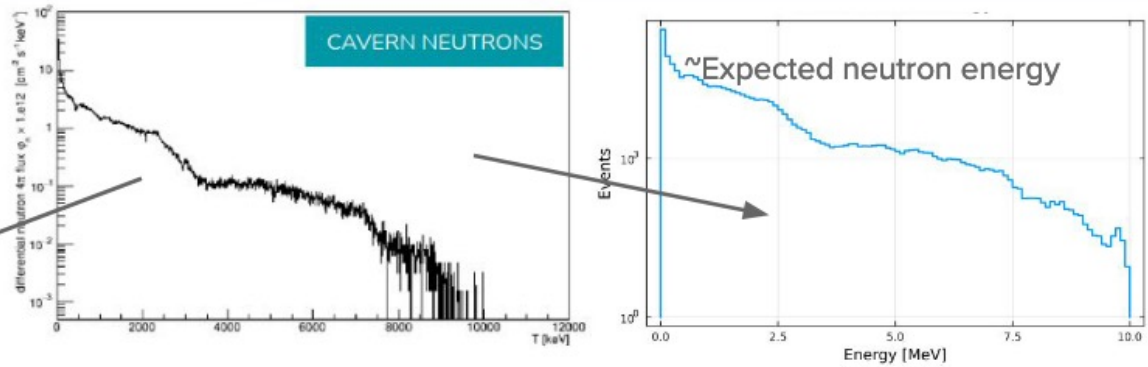 CAVERN NEUTRONS
differential neutron 4π flux φn × 1.e12 [cm² s⁻¹ keV⁻¹]
10²
10
1
10⁻¹
10⁻²
10⁻³
0 2000 4000 6000 8000 10000 12000
T [keV]
~Expected neutron energy
Events
10³
10⁰
0.0 2.5 5.0 7.5 10.0
Energy [MeV]